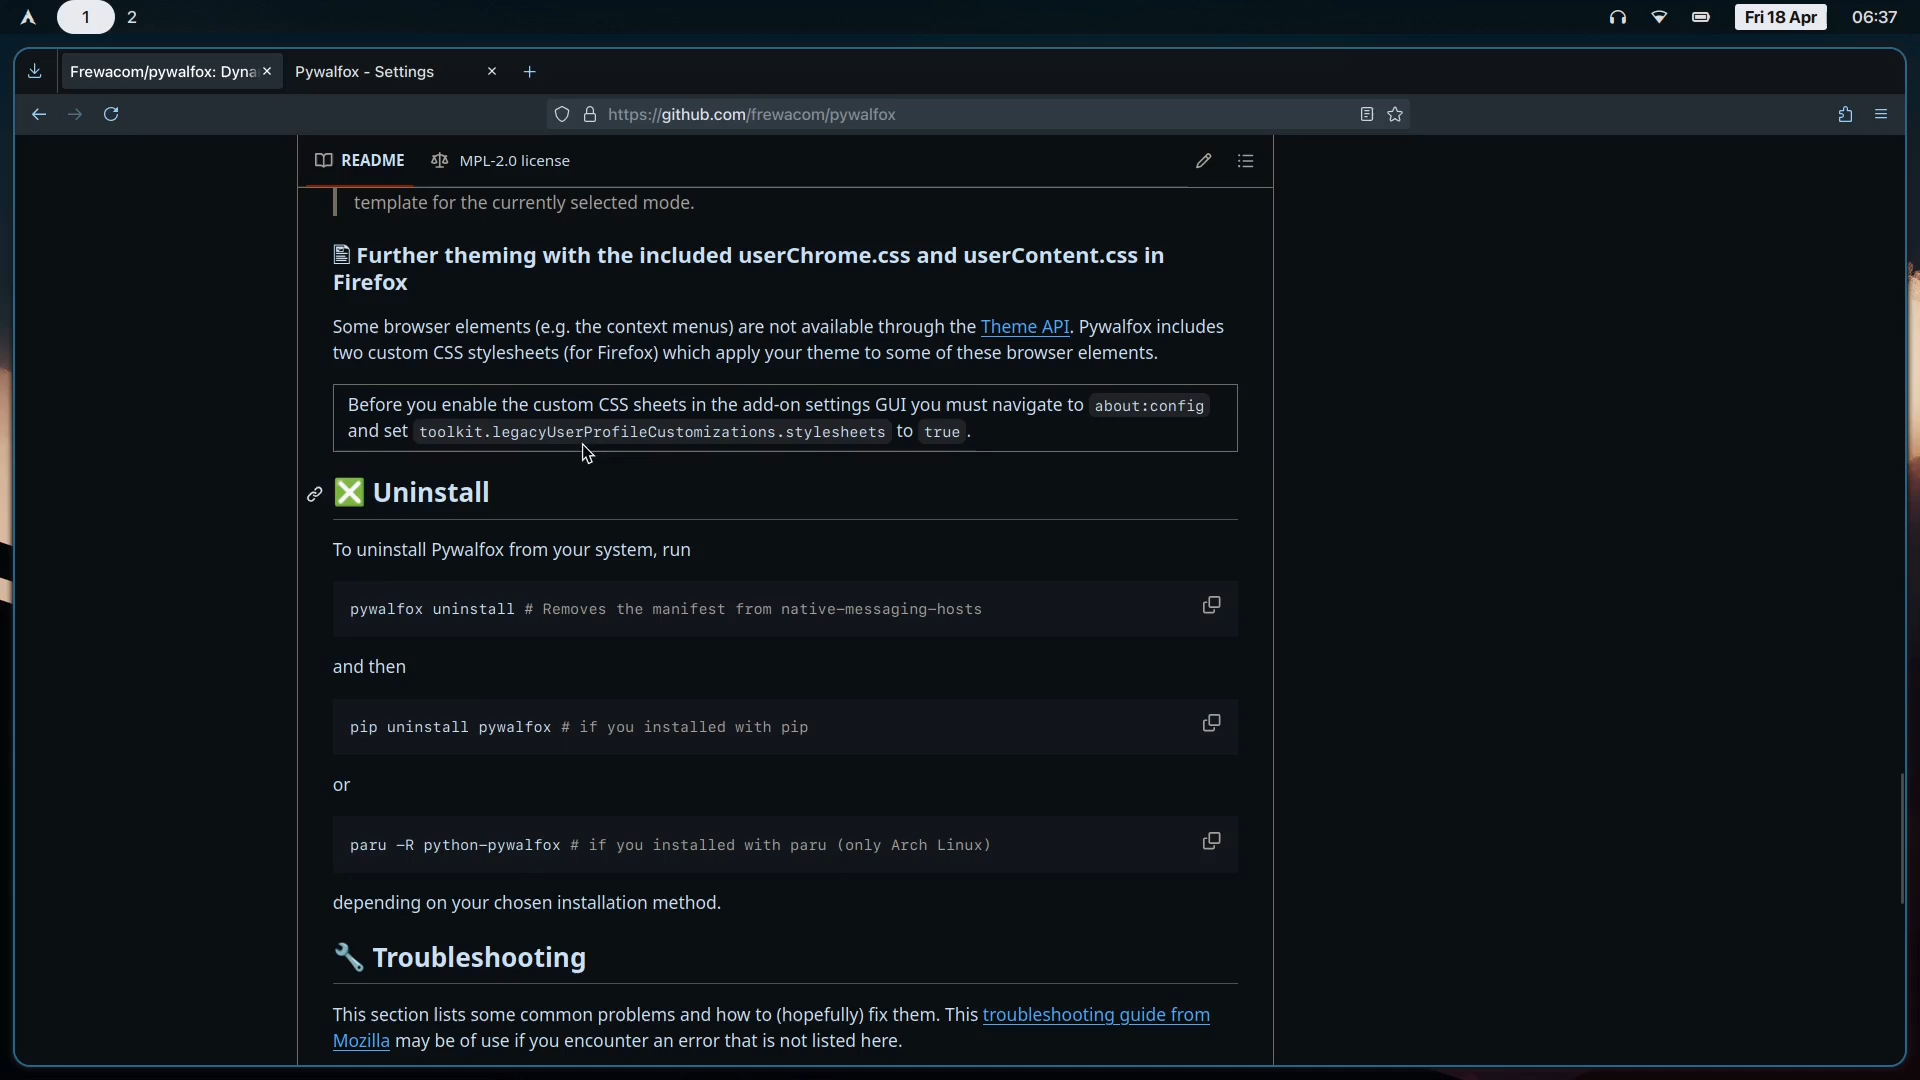 1 2 Fri 18 Apr 06:37
Frewacom/pywalfox: Dyna Pywalfox - Settings
https://github.com/frewacom/pywalfox
README MPL-2.0 license
template for the currently selected mode.
Further theming with the included userChrome.css and userContent.css in
Firefox
Some browser elements (e.g. the context menus) are not available through the Theme API. Pywalfox includes
two custom CSS stylesheets (for Firefox) which apply your theme to some of these browser elements.
Before you enable the custom CSS sheets in the add-on settings GUI you must navigate to about:config
and set toolkit.legacyUserProfileCustomizations.stylesheets to true.
Uninstall
To uninstall Pywalfox from your system, run
pywalfox uninstall # Removes the manifest from native-messaging-hosts
and then
pip uninstall pywalfox # if you installed with pip
or
paru -R python-pywalfox # if you installed with paru (only Arch Linux)
depending on your chosen installation method.
Troubleshooting
This section lists some common problems and how to (hopefully) fix them. This troubleshooting guide from
Mozilla may be of use if you encounter an error that is not listed here.